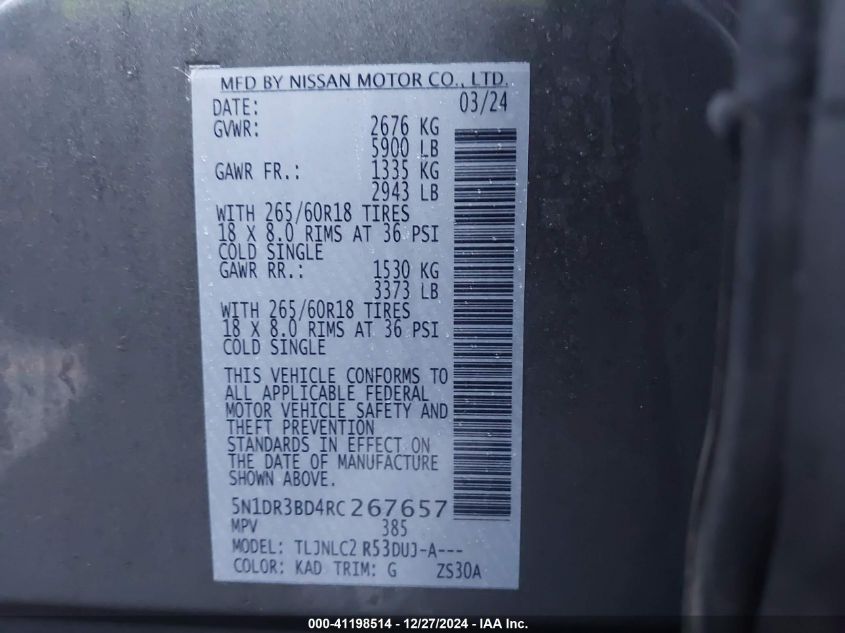 MFD BY NISSAN MOTOR CO., LTD.
DATE: 03/24
GVWR: 2676 KG
5900 LB
GAWR FR.: 1335 KG
2943 LB
WITH 265/60R18 TIRES
18 X 8.0 RIMS AT 36 PSI
COLD SINGLE
GAWR RR.: 1530 KG
3373 LB
WITH 265/60R18 TIRES
18 X 8.0 RIMS AT 36 PSI
COLD SINGLE
THIS VEHICLE CONFORMS TO
ALL APPLICABLE FEDERAL
MOTOR VEHICLE SAFETY AND
THEFT PREVENTION
STANDARDS IN EFFECT ON
THE DATE OF MANUFACTURE
SHOWN ABOVE.
5N1DR3BD4RC267657
MPV 385
MODEL: TLJNLC2 R53DUJ-A---
COLOR: KAD TRIM: G ZS30A
000-41198514 - 12/27/2024 - IAA Inc.